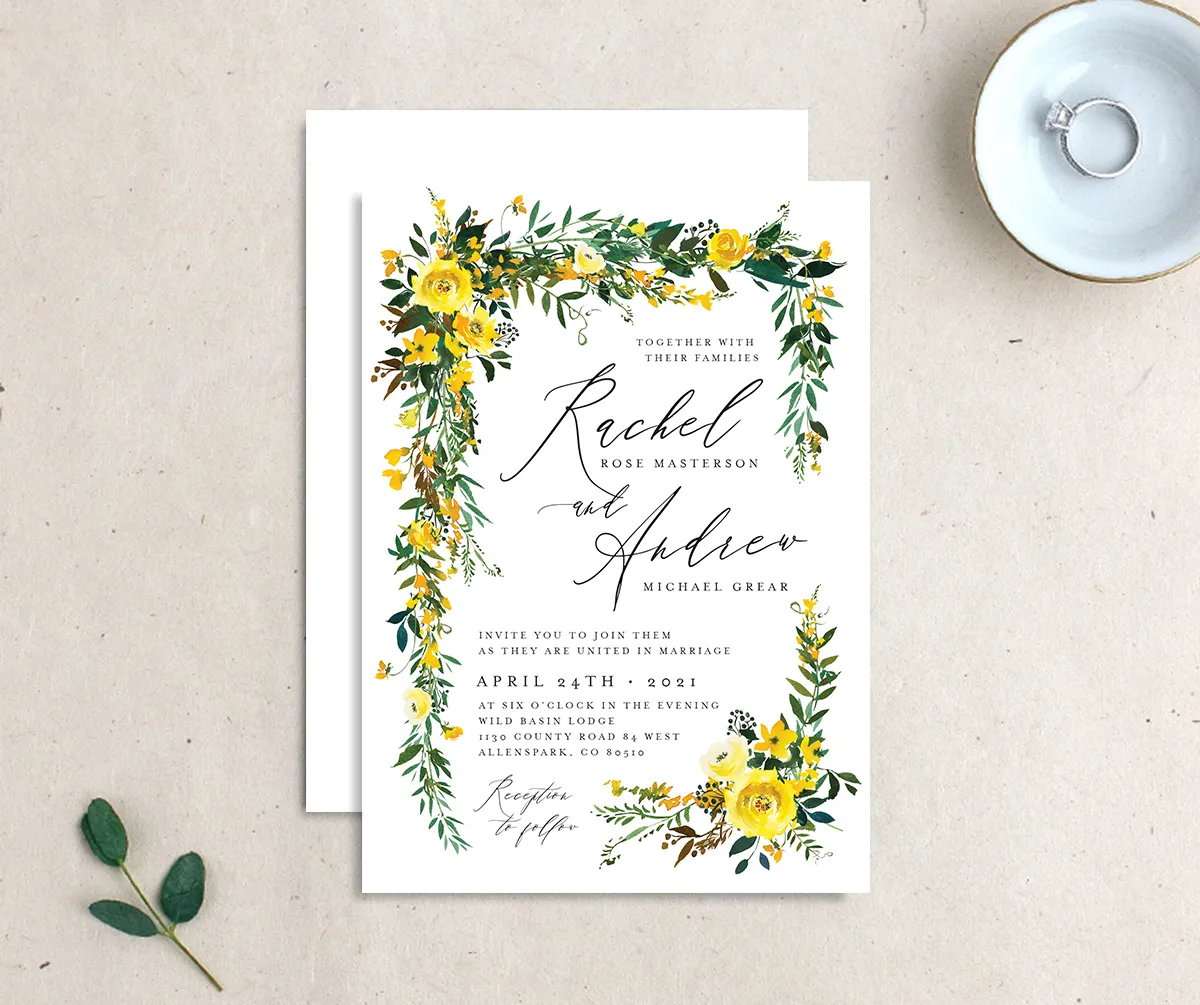 TOGETHER WITH
THEIR FAMILIES
Rachel
ROSE MASTERSON
and
Andrew
MICHAEL GREAR
INVITE YOU TO JOIN THEM
AS THEY ARE UNITED IN MARRIAGE
APRIL 24TH • 2021
AT SIX O'CLOCK IN THE EVENING
WILD BASIN LODGE
1130 COUNTY ROAD 84 WEST
ALLENSPARK, CO 80510
Reception
to follow